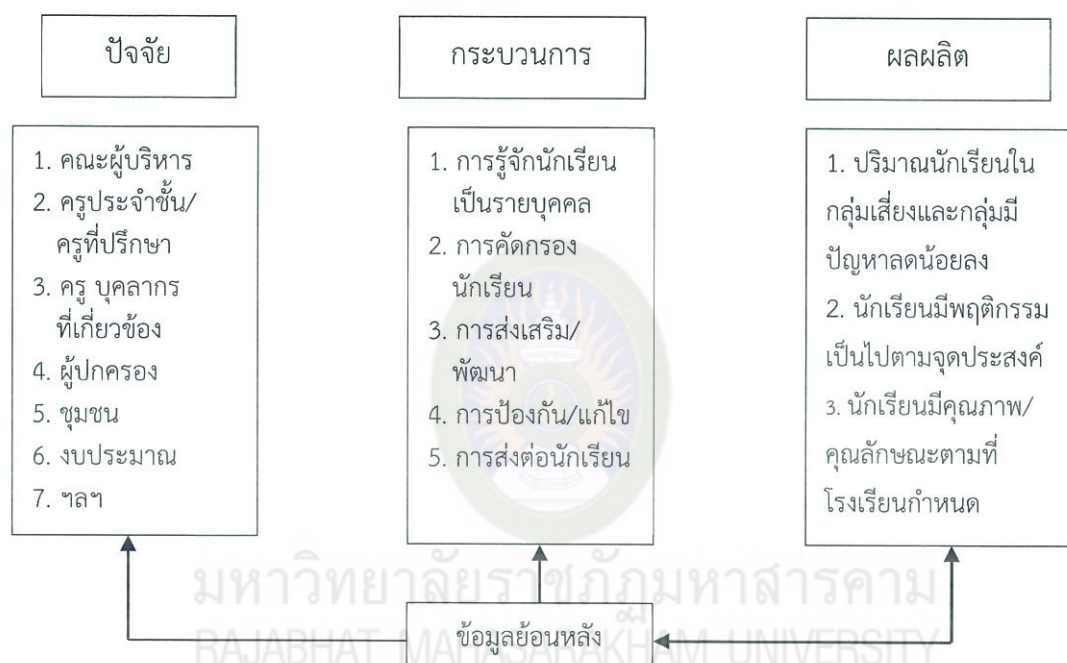 ปัจจัย
กระบวนการ
ผลผลิต
1. คณะผู้บริหาร
2. ครูประจำชั้น/
ครูที่ปรึกษา
3. ครู บุคลากร
ที่เกี่ยวข้อง
4. ผู้ปกครอง
5. ชุมชน
6. งบประมาณ
7. ฯลฯ
1. การรู้จักนักเรียน
เป็นรายบุคคล
2. การคัดกรอง
นักเรียน
3. การส่งเสริม/
พัฒนา
4. การป้องกัน/แก้ไข
5. การส่งต่อนักเรียน
1. ปริมาณนักเรียนใน
กลุ่มเสี่ยงและกลุ่มมี
ปัญหาลดน้อยลง
2. นักเรียนมีพฤติกรรม
เป็นไปตามจุดประสงค์
3. นักเรียนมีคุณภาพ/
คุณลักษณะตามที่
โรงเรียนกำหนด
มหาวิทยาลัยราชภัฏมหาสารคาม
ข้อมูลย้อนหลัง
RAJABHAT MAHASARAKHAM UNIVERSITY